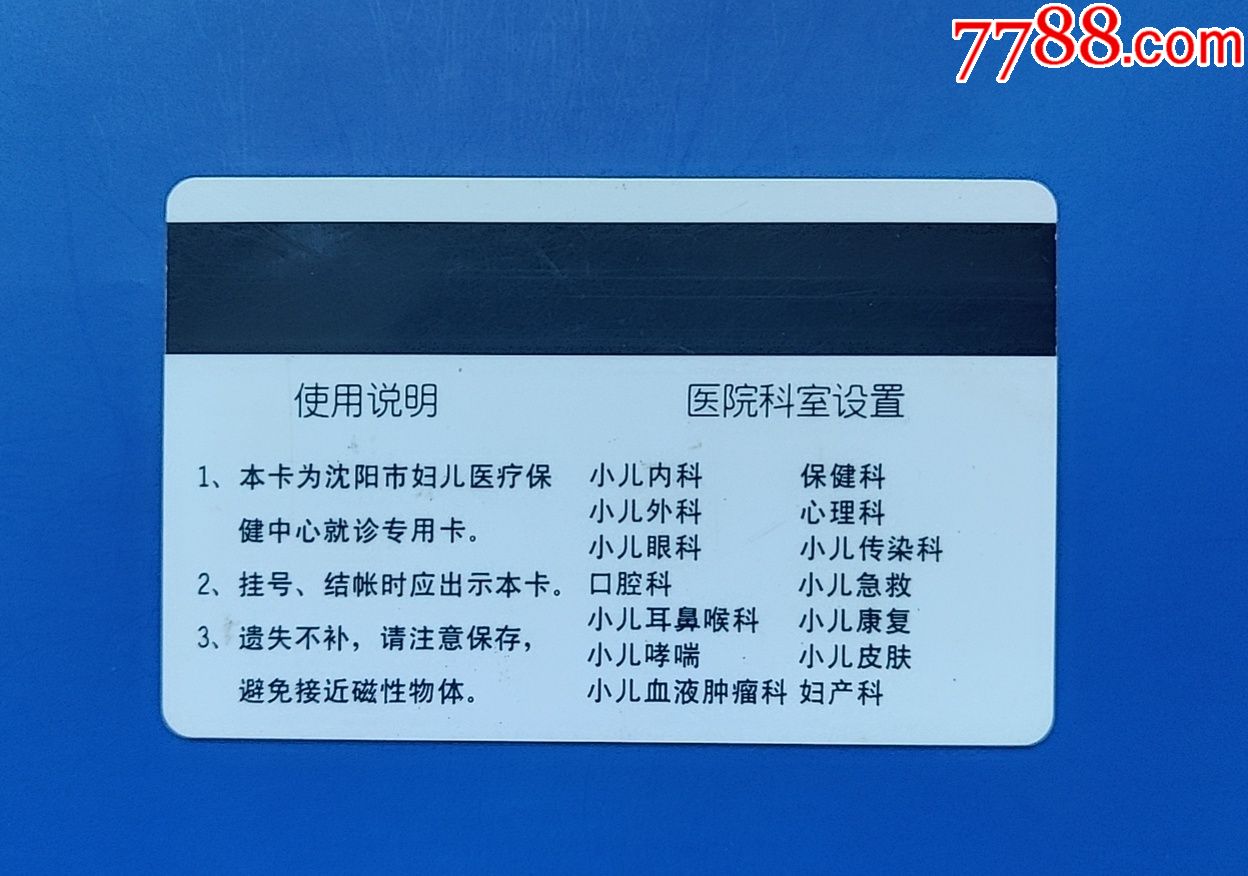 7788.com
使用说明
1、本卡为沈阳市妇儿医疗保
健中心就诊专用卡。
2、挂号、结帐时应出示本卡。
3、遗失不补，请注意保存，
避免接近磁性物体。
医院科室设置
小儿内科 保健科
小儿外科 心理科
小儿眼科 小儿传染科
口腔科 小儿急救
小儿耳鼻喉科 小儿康复
小儿哮喘 小儿皮肤
小儿血液肿瘤科 妇产科